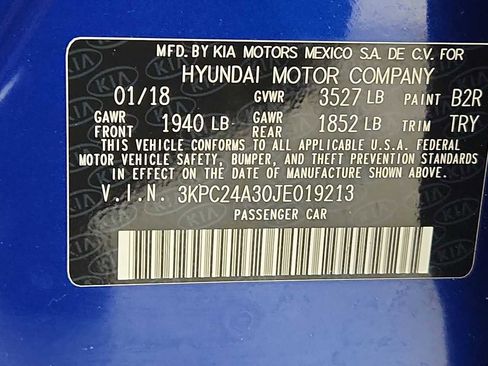 MFD.BY KIA MOTORS MEXICO S.A. DE C.V. FOR
HYUNDAI MOTOR COMPANY
01/18 GVWR 3527 LB PAINT B2R
GAWR FRONT 1940 LB GAWR REAR 1852 LB TRIM TRY
THIS VEHICLE CONFORMS TO ALL APPLICABLE U.S.A. FEDERAL
MOTOR VEHICLE SAFETY, BUMPER, AND THEFT PREVENTION STANDARDS
IN EFFECT ON THE DATE OF MANUFACTURE SHOWN ABOVE.
V.I.N. 3KPC24A30JE019213
PASSENGER CAR